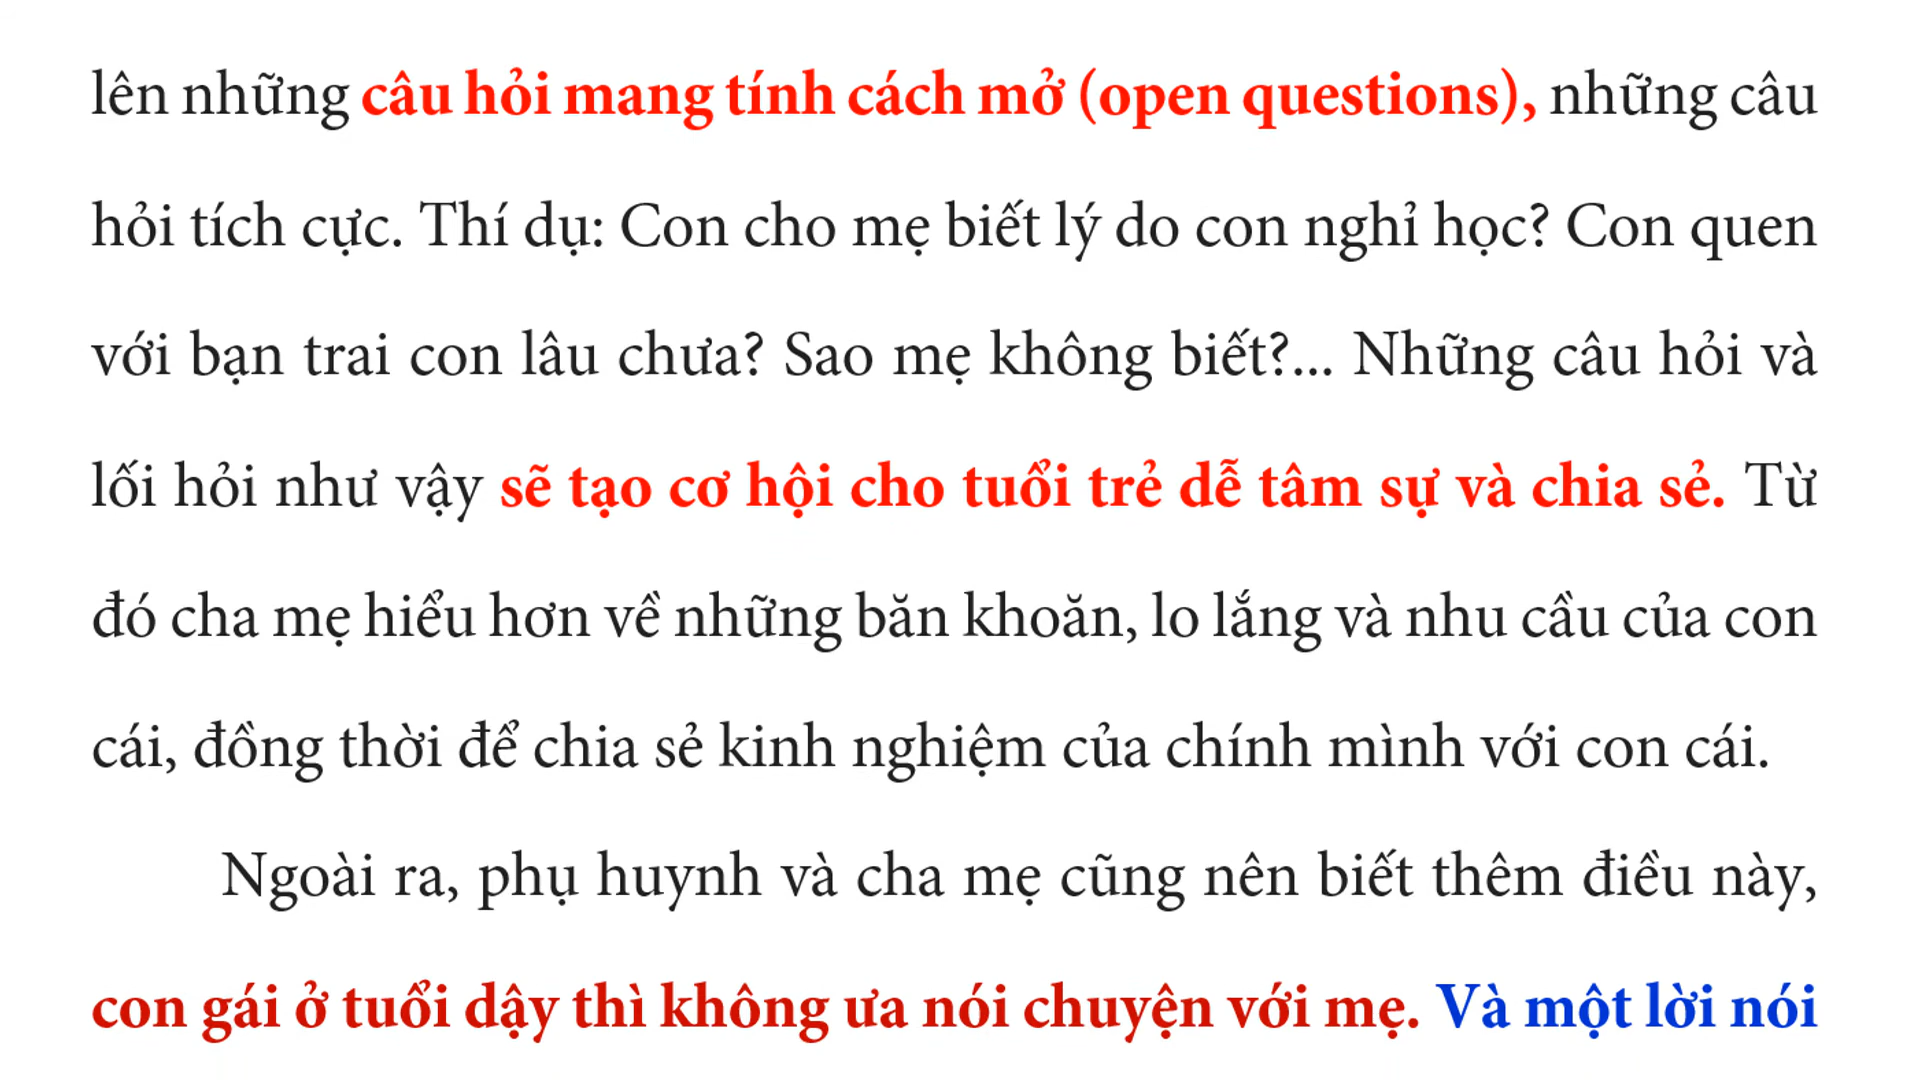 lên những câu hỏi mang tính cách mở (open questions), những câu
hỏi tích cực. Thí dụ: Con cho mẹ biết lý do con nghỉ học? Con quen
với bạn trai con lâu chưa? Sao mẹ không biết?... Những câu hỏi và
lối hỏi như vậy sẽ tạo cơ hội cho tuổi trẻ dễ tâm sự và chia sẻ. Từ
đó cha mẹ hiểu hơn về những băn khoăn, lo lắng và nhu cầu của con
cái, đồng thời để chia sẻ kinh nghiệm của chính mình với con cái.
Ngoài ra, phụ huynh và cha mẹ cũng nên biết thêm điều này,
con gái ở tuổi dậy thì không ưa nói chuyện với mẹ. Và một lời nói